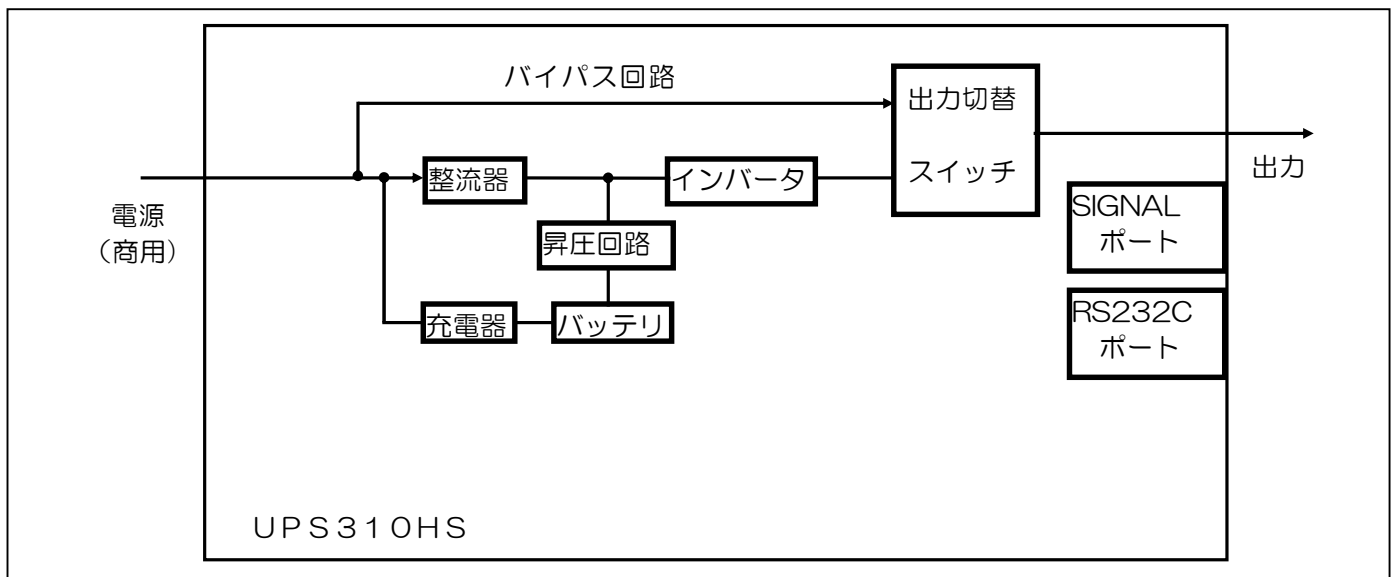 バイパス回路
出力切替
スイッチ
整流器
インバータ
出力
電源
（商用）
SIGNAL
ポート
昇圧回路
充電器
バッテリ
RS232C
ポート
ＵＰＳ３１０ＨＳ